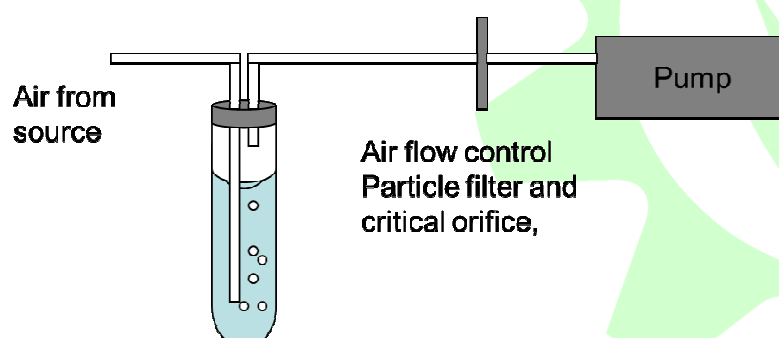 Pump
Air from
source
Air flow control
Particle filter and
critical orifice,